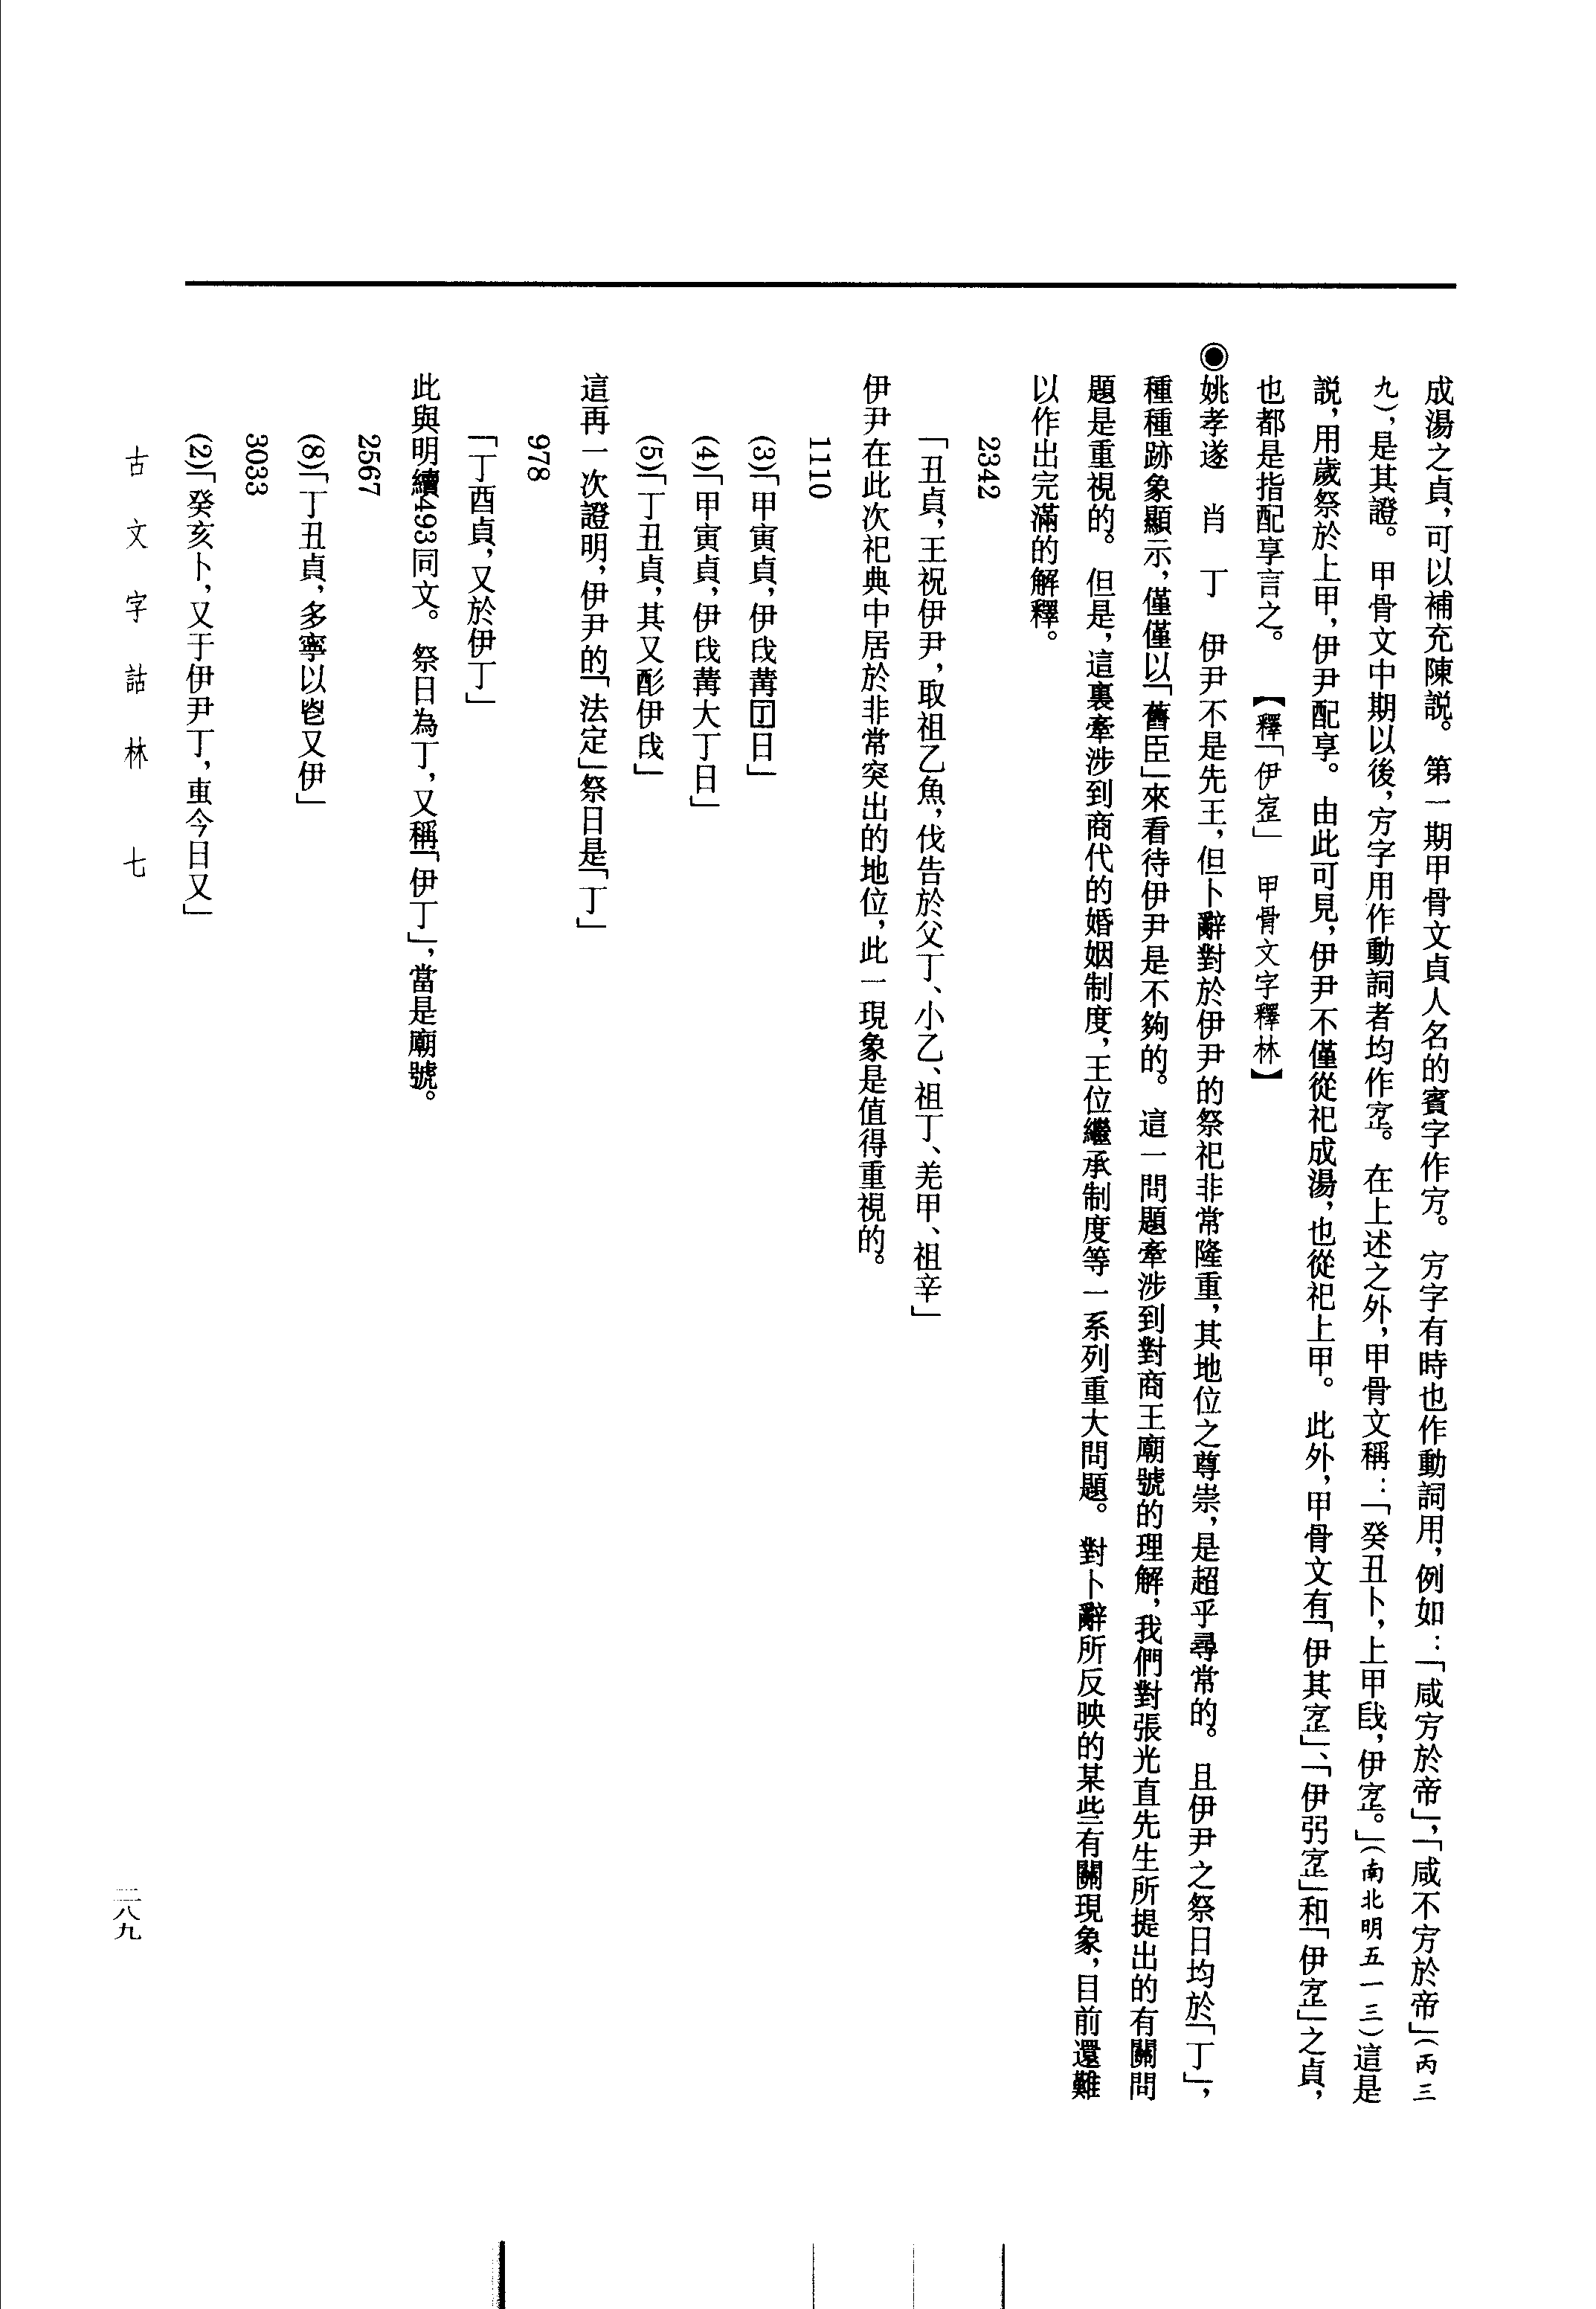 成湯之貞，可以補充陳説。第一期甲骨文貞人名的賓字作㝉。㝉字有時也作動詞用，例如：「咸㝉於帝」，「咸不㝉於帝」（丙三
九），是其證。甲骨文中期以後，㝉字用作動詞者均作𡧍。在上述之外，甲骨文稱：「癸丑卜，上甲戠，伊𡧍。」（南北明五一三）這是
説，用歲祭於上甲，伊尹配享。由此可見，伊尹不僅從祀成湯，也從祀上甲。此外，甲骨文有「伊其𡧍」、「伊弜𡧍」和「伊𡧍」之貞，
也都是指配享言之。【釋「伊𡧍」 甲骨文字釋林】
◉姚孝遂 肖 丁 伊尹不是先王，但卜辭對於伊尹的祭祀非常隆重，其地位之尊崇，是超乎尋常的。且伊尹之祭日均於「丁」，
種種跡象顯示，僅僅以「舊臣」來看待伊尹是不夠的。這一問題牽涉到對商王廟號的理解，我們對張光直先生所提出的有關問
題是重視的。但是，這裏牽涉到商代的婚姻制度，王位繼承制度等一系列重大問題。對卜辭所反映的某些有關現象，目前還難
以作出完滿的解釋。
2342
「丑貞，王祝伊尹，取祖乙魚，伐告於父丁、小乙、祖丁、羌甲、祖辛」
伊尹在此次祀典中居於非常突出的地位，此一現象是值得重視的。
1110
(3)「甲寅貞，伊戠冓丁日」
(4)「甲寅貞，伊戠冓大丁日」
(5)「丁丑貞，其又彡伊戠」
這再一次證明，伊尹的「法定」祭日是「丁」
978
「丁酉貞，又於伊丁」
此與明續493同文。祭日為丁，又稱「伊丁」，當是廟號。
2567
(8)「丁丑貞，多寧以鬯又伊」
3033
(2)「癸亥卜，又于伊尹丁，叀今日又」
古文字詁林 七
二八九